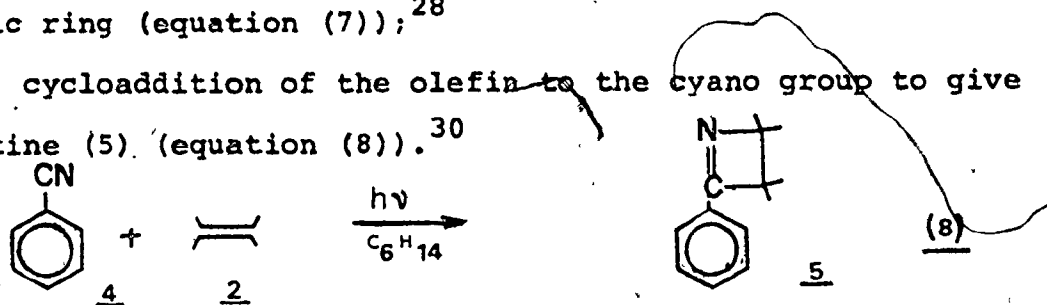 ic ring (equation (7));28
cycloaddition of the olefin to the cyano group to give
tine (5). (equation (8)).30
CN
N
C
hν
C6H14
+
(8)
4
2
5